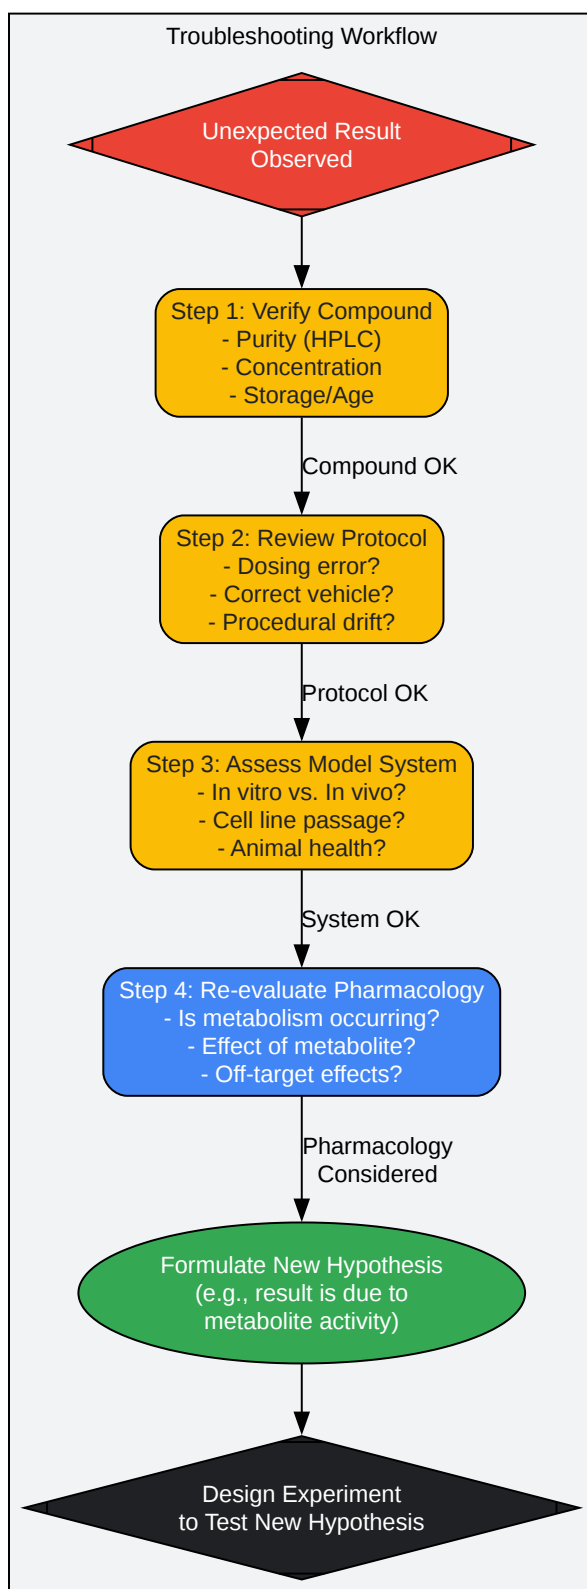 Troubleshooting Workflow
Unexpected Result
Observed
Step 1: Verify Compound
- Purity (HPLC)
- Concentration
- Storage/Age
Compound OK
Step 2: Review Protocol
- Dosing error?
- Correct vehicle?
- Procedural drift?
Protocol OK
Step 3: Assess Model System
- In vitro vs. In vivo?
- Cell line passage?
- Animal health?
System OK
Step 4: Re-evaluate Pharmacology
- Is metabolism occurring?
- Effect of metabolite?
- Off-target effects?
Pharmacology
Considered
Formulate New Hypothesis
(e.g., result is due to
metabolite activity)
Design Experiment
to Test New Hypothesis